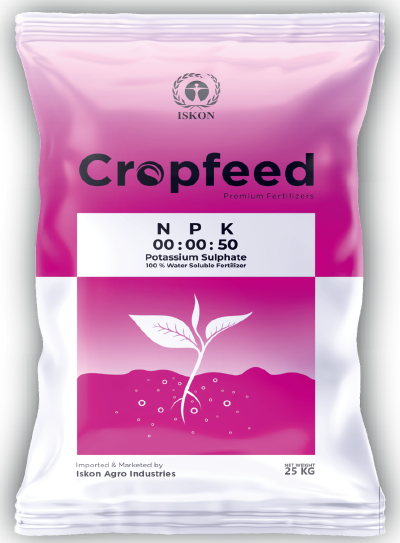 ISKON
Cropfeed
Premium Fertilizers
N P K
00:00:50
Potassium Sulphate
100 % Water Soluble Fertilizer
Imported & Marketed by
Iskon Agro Industries
NET WEIGHT
25 KG